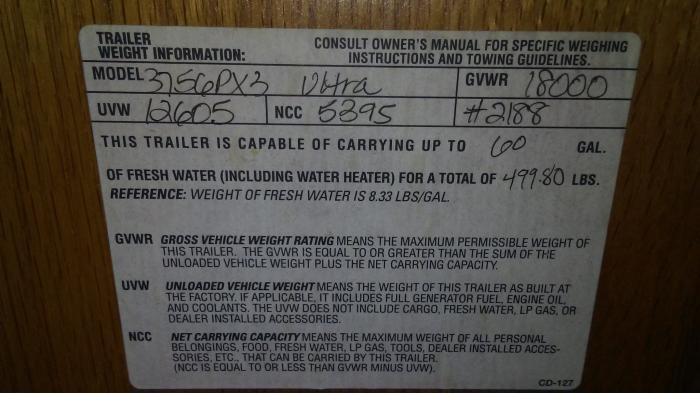 TRAILER
WEIGHT INFORMATION:
CONSULT OWNER'S MANUAL FOR SPECIFIC WEIGHING
INSTRUCTIONS AND TOWING GUIDELINES.
MODEL 3756PX3 Ultra GVWR 18000
UVW 12605 NCC 5395 #2188
THIS TRAILER IS CAPABLE OF CARRYING UP TO 60 GAL.
OF FRESH WATER (INCLUDING WATER HEATER) FOR A TOTAL OF 499.80 LBS.
REFERENCE: WEIGHT OF FRESH WATER IS 8.33 LBS/GAL.
GVWR GROSS VEHICLE WEIGHT RATING MEANS THE MAXIMUM PERMISSIBLE WEIGHT OF
THIS TRAILER. THE GVWR IS EQUAL TO OR GREATER THAN THE SUM OF THE
UNLOADED VEHICLE WEIGHT PLUS THE NET CARRYING CAPACITY.
UVW UNLOADED VEHICLE WEIGHT MEANS THE WEIGHT OF THIS TRAILER AS BUILT AT
THE FACTORY. IF APPLICABLE, IT INCLUDES FULL GENERATOR FUEL, ENGINE OIL,
AND COOLANTS. THE UVW DOES NOT INCLUDE CARGO, FRESH WATER, LP GAS, OR
DEALER INSTALLED ACCESSORIES.
NCC NET CARRYING CAPACITY MEANS THE MAXIMUM WEIGHT OF ALL PERSONAL
BELONGINGS, FOOD, FRESH WATER, LP GAS, TOOLS, DEALER INSTALLED ACCES-
SORIES, ETC., THAT CAN BE CARRIED BY THIS TRAILER.
(NCC IS EQUAL TO OR LESS THAN GVWR MINUS UVW).
CD-127